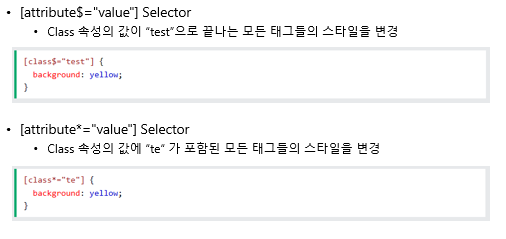 • [attribute$="value"] Selector
• Class 속성의 값이 “test”으로 끝나는 모든 태그들의 스타일을 변경
[class$="test"] {
background: yellow;
}
• [attribute*="value"] Selector
• Class 속성의 값에 “te” 가 포함된 모든 태그들의 스타일을 변경
[class*="te"] {
background: yellow;
}